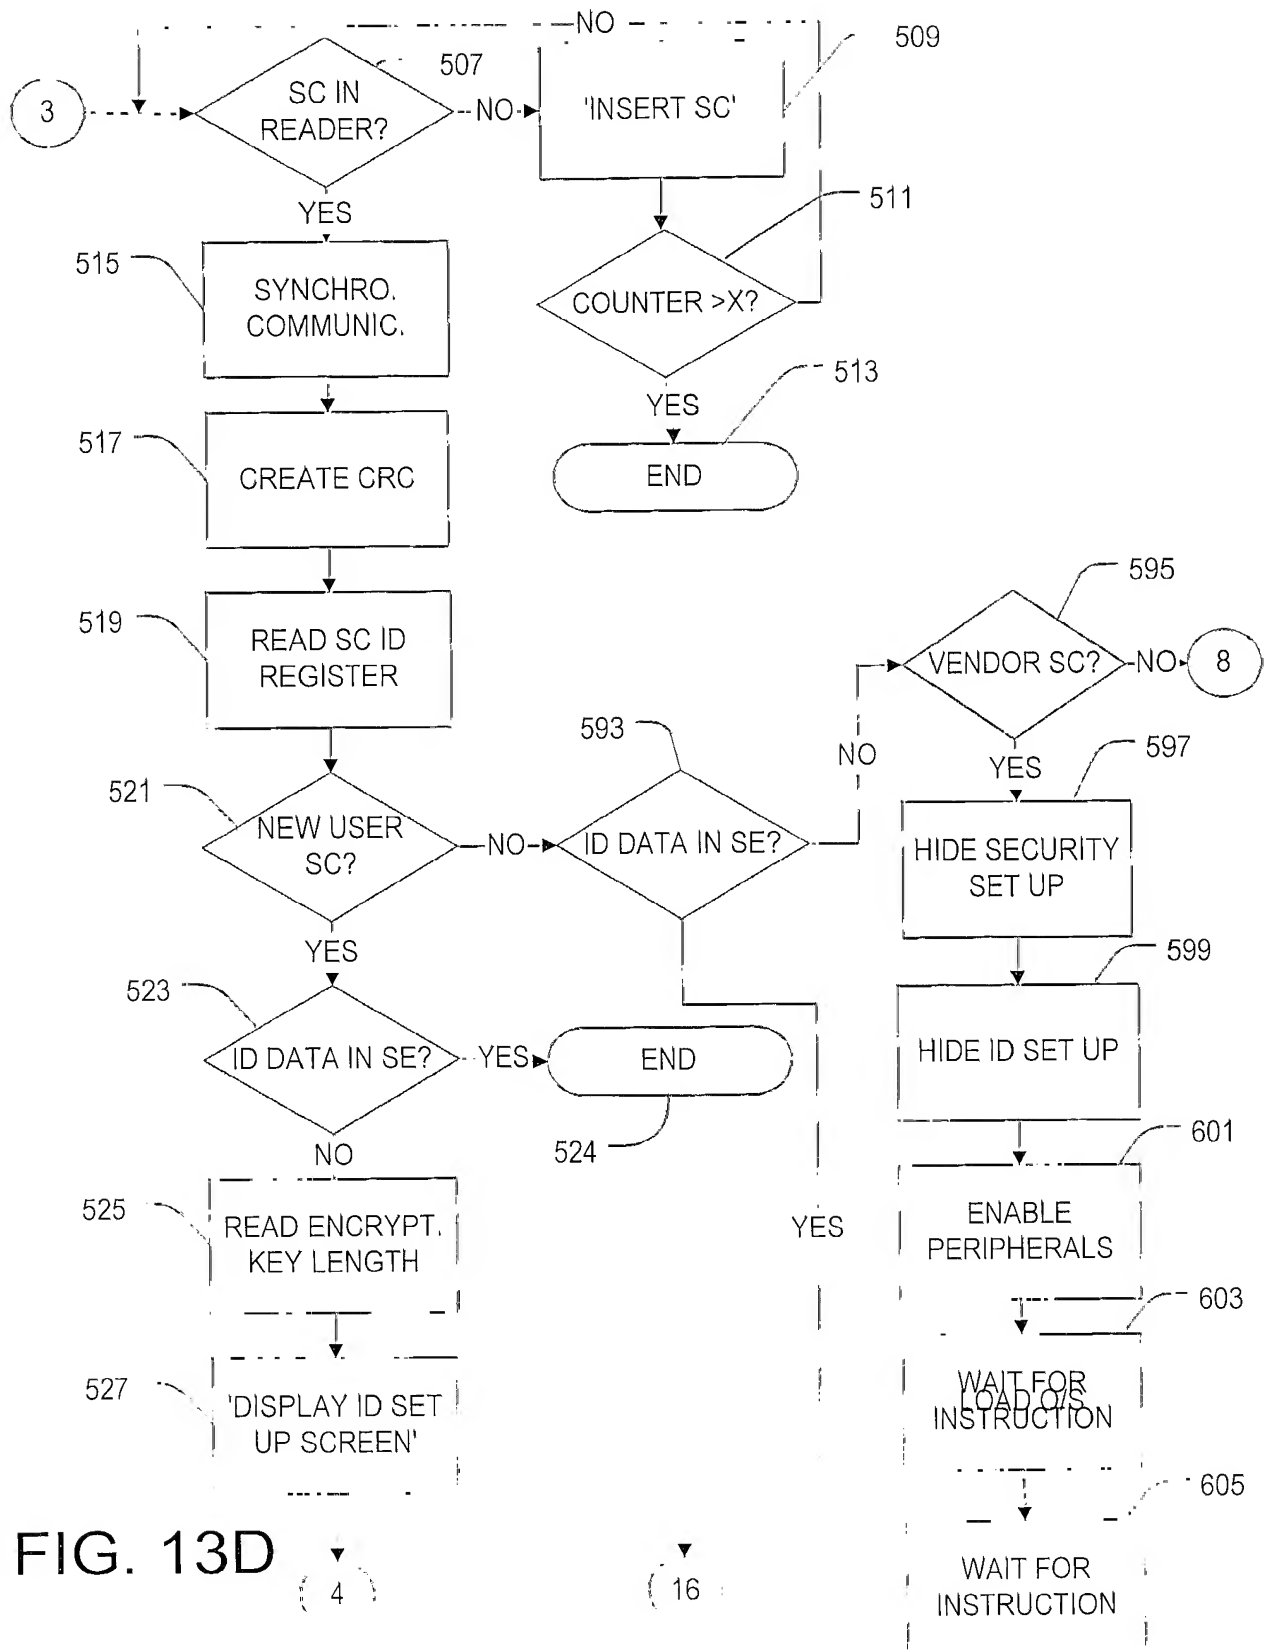 NO
509
507
3
SC IN
READER?
NO
'INSERT SC'
511
YES
515
SYNCHRO.
COMMUNIC.
COUNTER >X?
513
YES
517
CREATE CRC
END
595
519
READ SC ID
REGISTER
VENDOR SC?
NO
8
593
NO
597
YES
521
NEW USER
SC?
NO
ID DATA IN SE?
HIDE SECURITY
SET UP
YES
599
523
ID DATA IN SE?
YES
END
HIDE ID SET UP
524
601
NO
525
READ ENCRYPT.
KEY LENGTH
YES
ENABLE
PERIPHERALS
603
527
'DISPLAY ID SET
UP SCREEN'
WAIT FOR
LOAD O/S
INSTRUCTION
605
FIG. 13D
4
16
WAIT FOR
INSTRUCTION